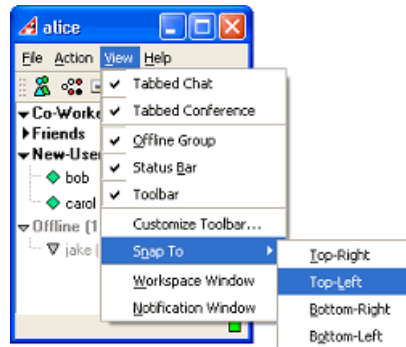 alice
File Action View Help
Tabbed Chat
Tabbed Conference
Co-Worke
Friends
Offline Group
New-User
Status Bar
bob
Toolbar
carol
Customize Toolbar...
Offline (1
Snap To
jake (
Top-Right
Workspace Window
Top-Left
Notification Window
Bottom-Right
Bottom-Left